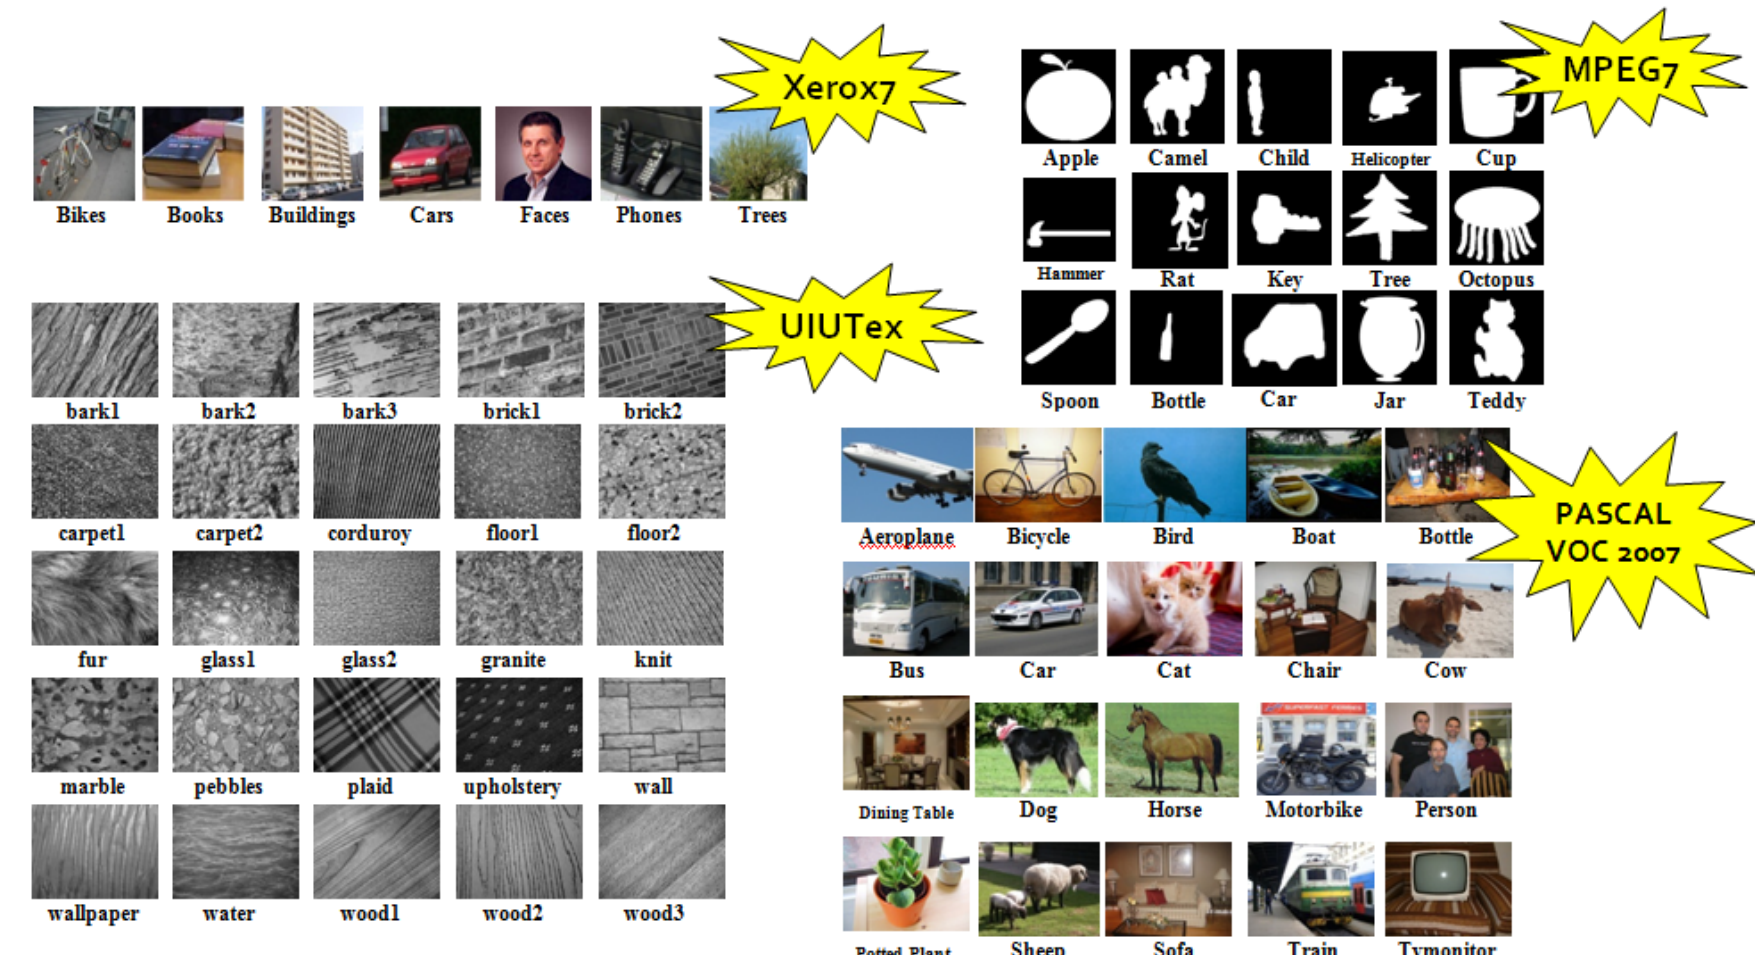 Xerox7
Bikes Books Buildings Cars Faces Phones Trees
UIUTex
bark1 bark2 bark3 brick1 brick2
carpet1 carpet2 corduroy floor1 floor2
fur glass1 glass2 granite knit
marble pebbles plaid upholstery wall
wallpaper water wood1 wood2 wood3
MPEG7
Apple Camel Child Helicopter Cup
Hammer Rat Key Tree Octopus
Spoon Bottle Car Jar Teddy
PASCAL
VOC 2007
Aeroplane Bicycle Bird Boat Bottle
Bus Car Cat Chair Cow
Dining Table Dog Horse Motorbike Person
SUPERFAST FERRIES
Potted Plant Sheep Sofa Train Tvmonitor